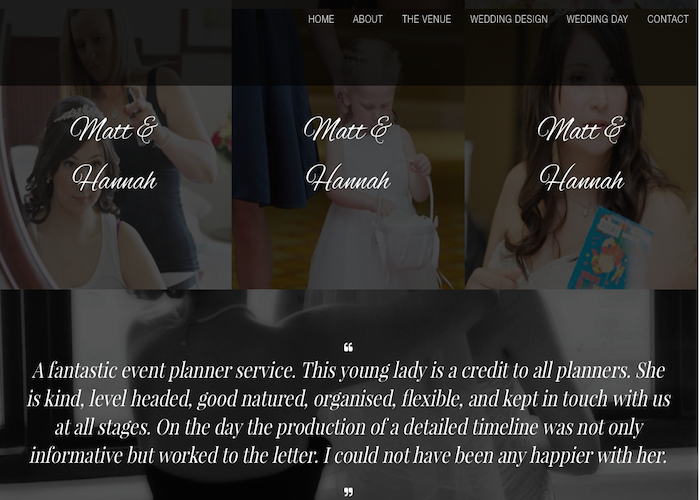 HOME ABOUT THE VENUE WEDDING DESIGN WEDDING DAY CONTACT
Matt &
Hannah
Matt &
Hannah
Matt &
Hannah
❝
A fantastic event planner service. This young lady is a credit to all planners. She
is kind, level headed, good natured, organised, flexible, and kept in touch with us
at all stages. On the day the production of a detailed timeline was not only
informative but worked to the letter. I could not have been any happier with her.
❞